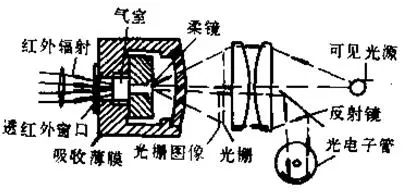 气室
红外辐射
柔镜
可见光源
反射镜
透红外窗口
光栅图像
光栅
光电子管
吸收薄膜